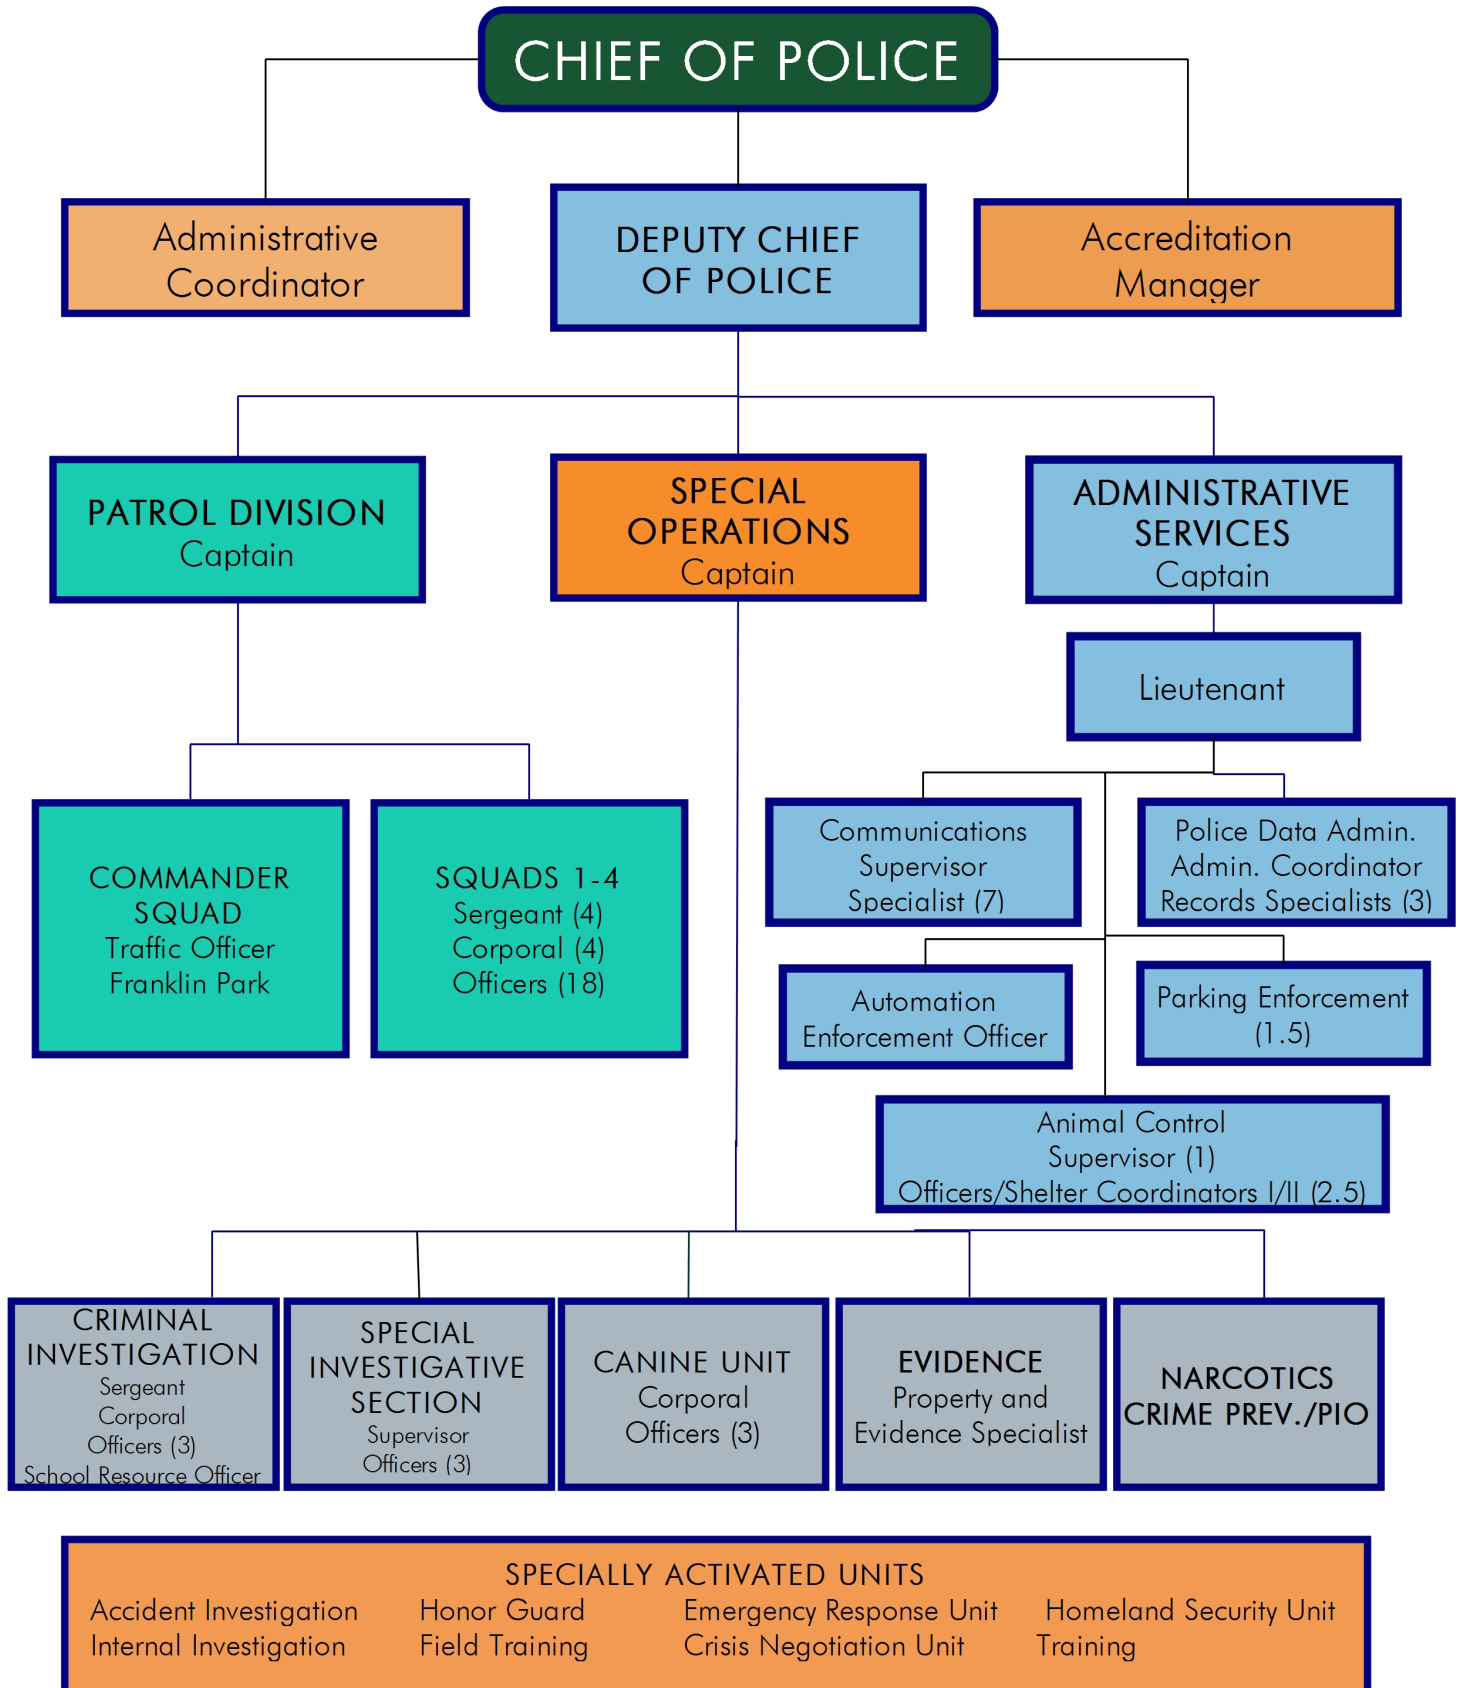 CHIEF OF POLICE
Administrative
Coordinator
DEPUTY CHIEF
OF POLICE
Accreditation
Manager
PATROL DIVISION
Captain
SPECIAL
OPERATIONS
Captain
ADMINISTRATIVE
SERVICES
Captain
Lieutenant
COMMANDER
SQUAD
Traffic Officer
Franklin Park
SQUADS 1-4
Sergeant (4)
Corporal (4)
Officers (18)
Communications
Supervisor
Specialist (7)
Police Data Admin.
Admin. Coordinator
Records Specialists (3)
Automation
Enforcement Officer
Parking Enforcement
(1.5)
Animal Control
Supervisor (1)
Officers/Shelter Coordinators I/II (2.5)
CRIMINAL
INVESTIGATION
Sergeant
Corporal
Officers (3)
School Resource Officer
SPECIAL
INVESTIGATIVE
SECTION
Supervisor
Officers (3)
CANINE UNIT
Corporal
Officers (3)
EVIDENCE
Property and
Evidence Specialist
NARCOTICS
CRIME PREV./PIO
SPECIALLY ACTIVATED UNITS
Accident Investigation Honor Guard Emergency Response Unit Homeland Security Unit
Internal Investigation Field Training Crisis Negotiation Unit Training